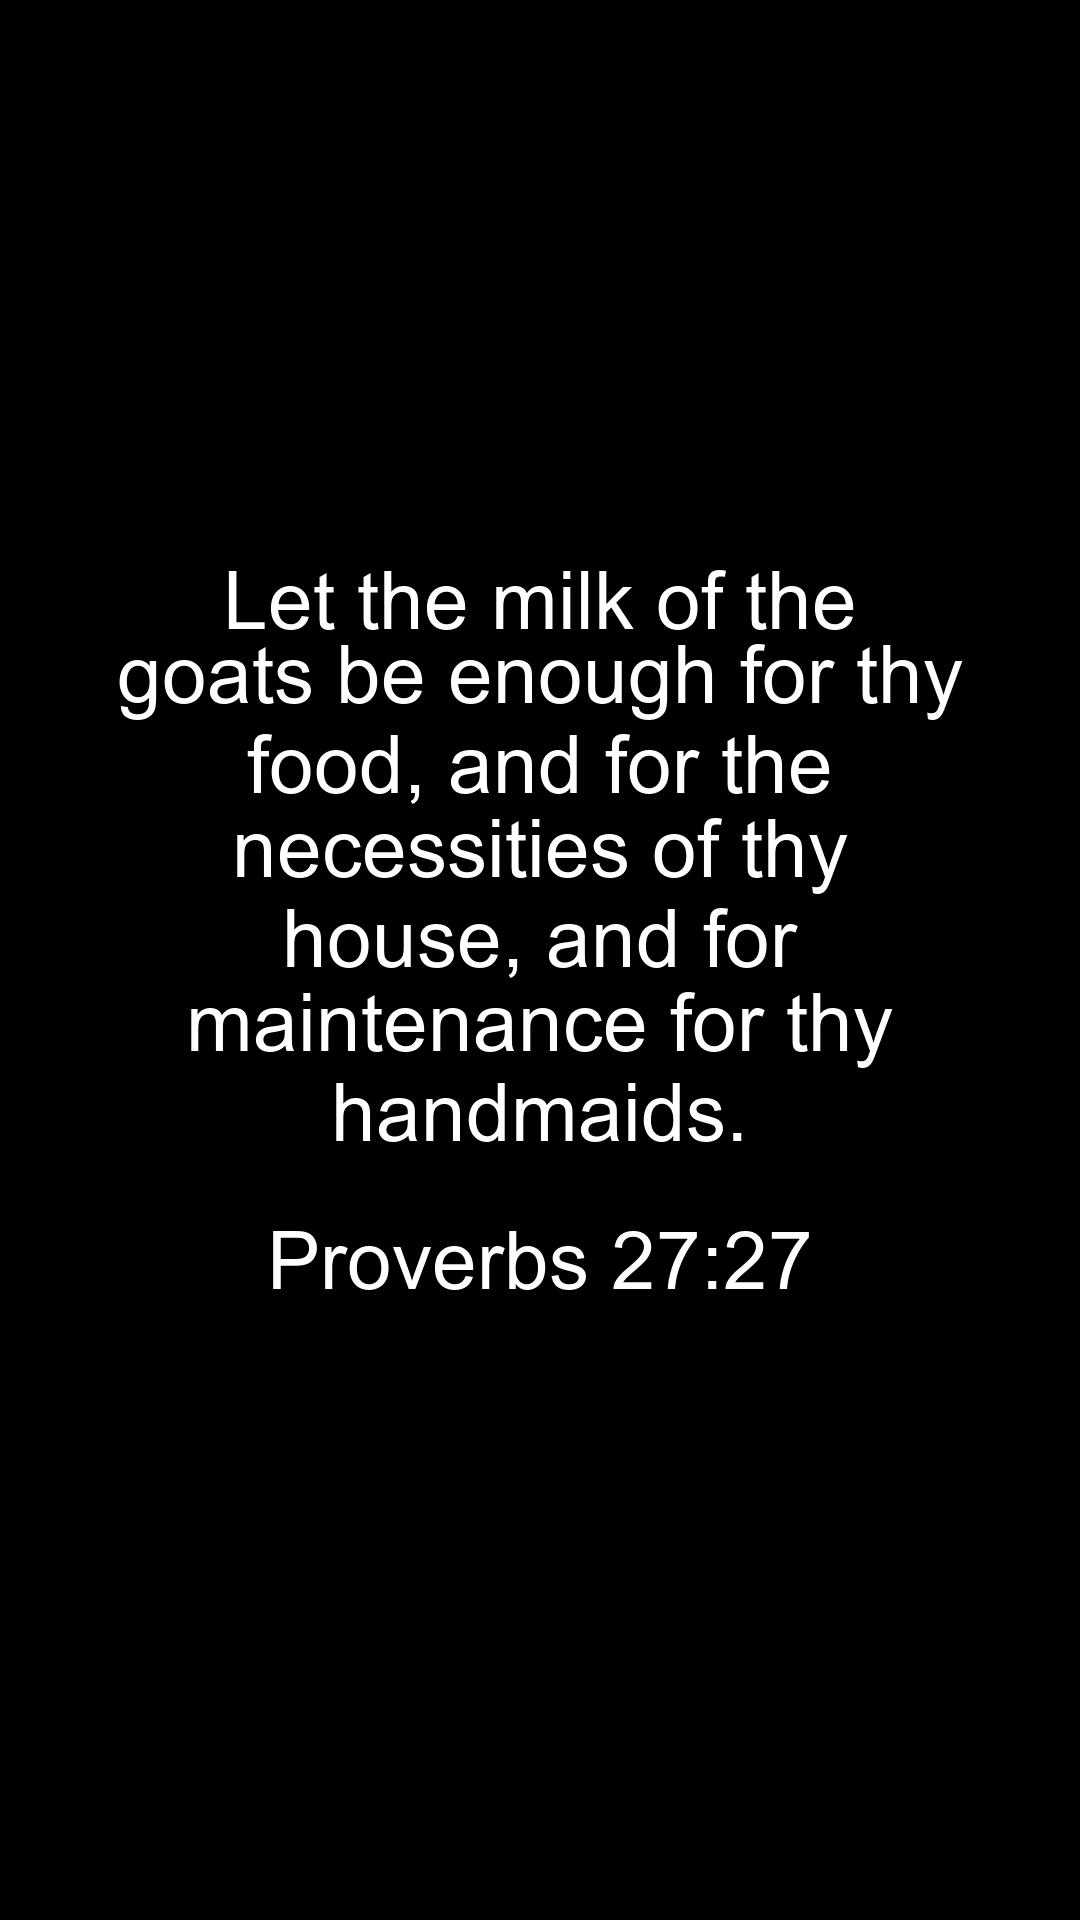 Let the milk of the
goats be enough for thy
food, and for the
necessities of thy
house, and for
maintenance for thy
handmaids.
Proverbs 27:27